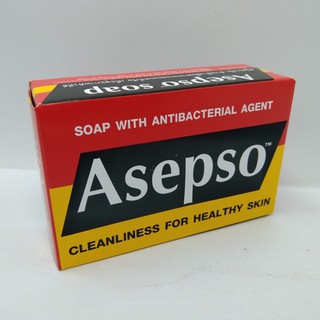 Asepso soap
SOAP WITH ANTIBACTERIAL AGENT
Asepso™
CLEANLINESS FOR HEALTHY SKIN